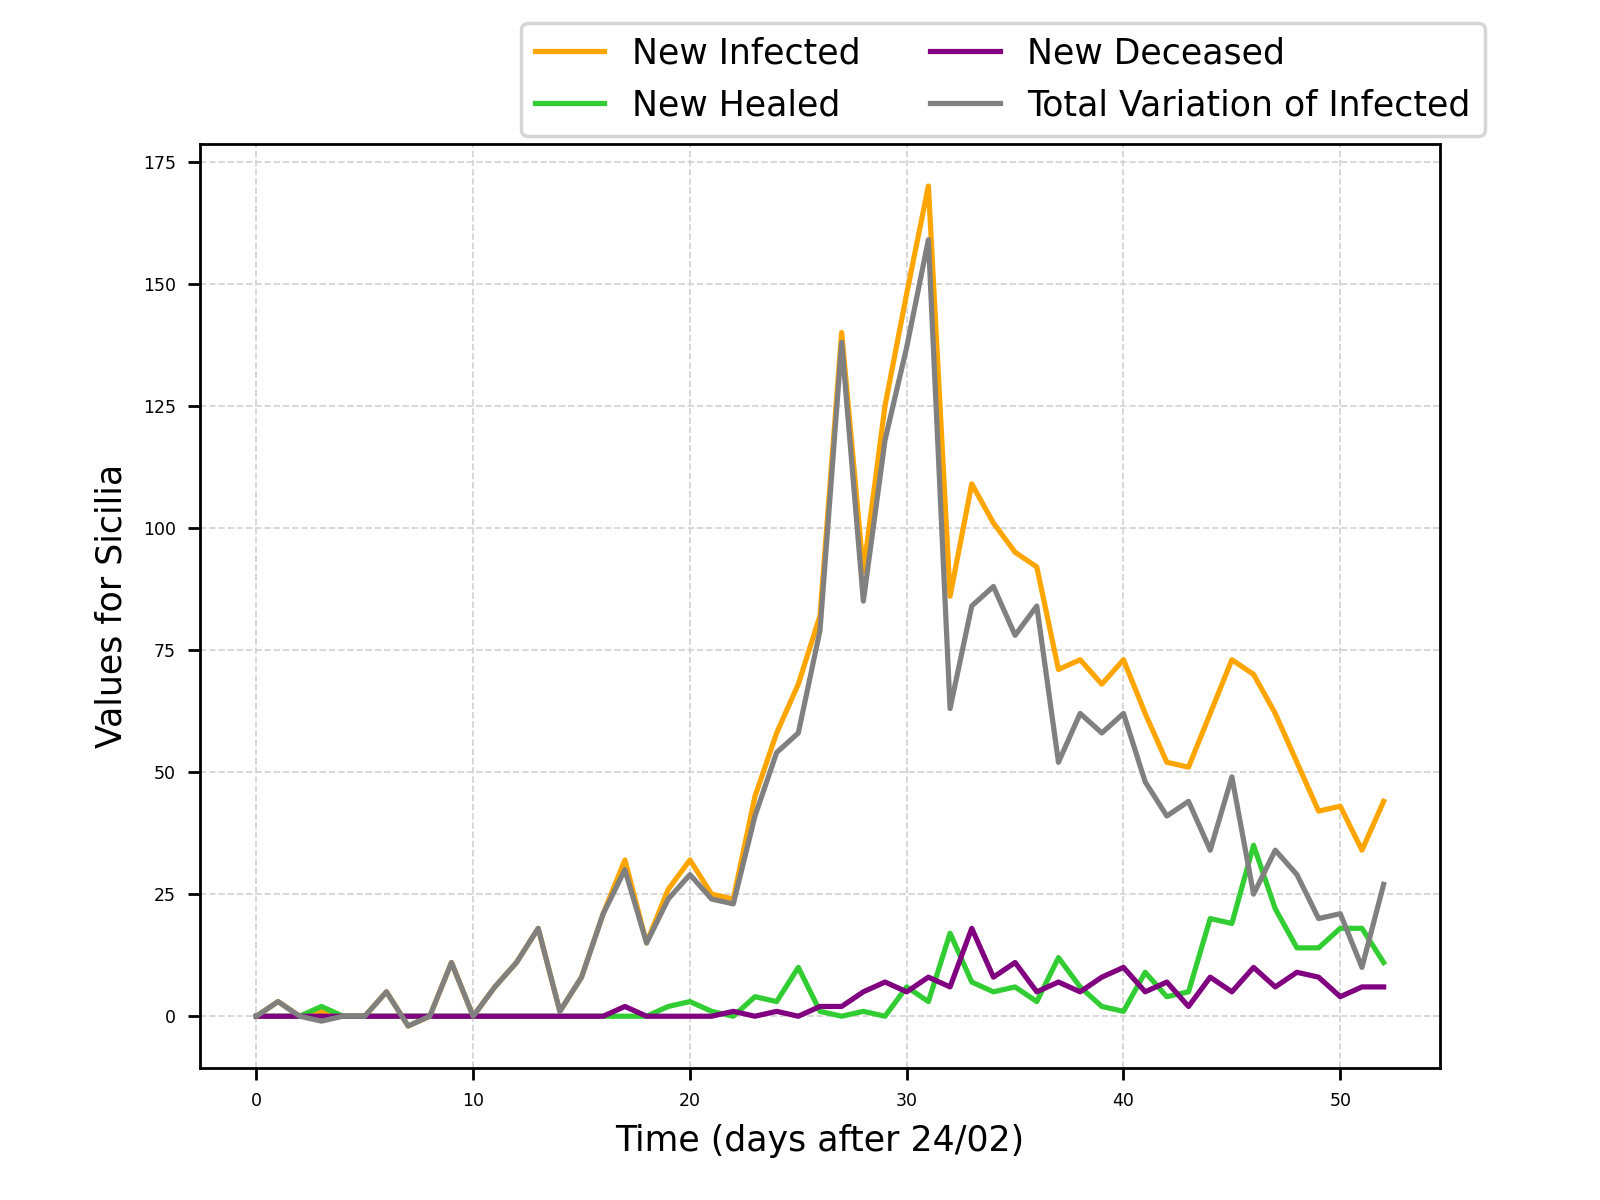 New Infected
New Healed
New Deceased
Total Variation of Infected
175
150
125
100
75
50
25
0
Values for Sicilia
0 10 20 30 40 50
Time (days after 24/02)